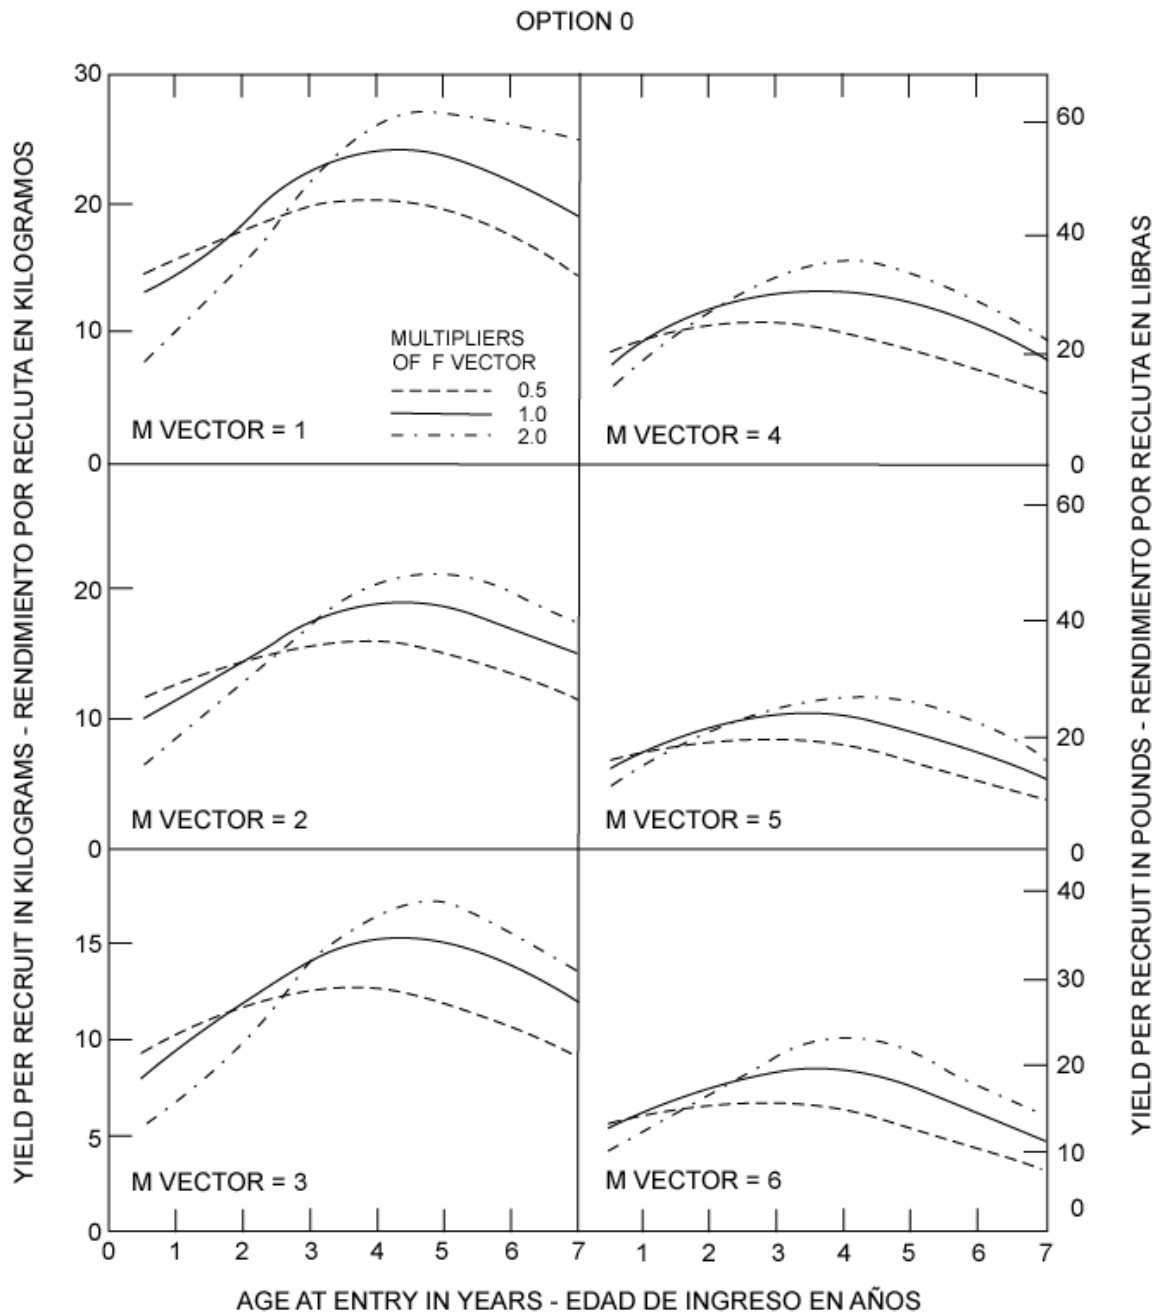 OPTION 0
YIELD PER RECRUIT IN KILOGRAMS - RENDIMIENTO POR RECLUTA EN KILOGRAMOS
30
20
10
0
MULTIPLIERS
OF F VECTOR
0.5
1.0
2.0
M VECTOR = 1
60
40
20
0
M VECTOR = 4
20
10
0
M VECTOR = 2
60
40
20
0
M VECTOR = 5
15
10
5
0
M VECTOR = 3
40
30
20
10
0
M VECTOR = 6
0 1 2 3 4 5 6 7 1 2 3 4 5 6 7
AGE AT ENTRY IN YEARS - EDAD DE INGRESO EN AÑOS
YIELD PER RECRUIT IN POUNDS - RENDIMIENTO POR RECLUTA EN LIBRAS